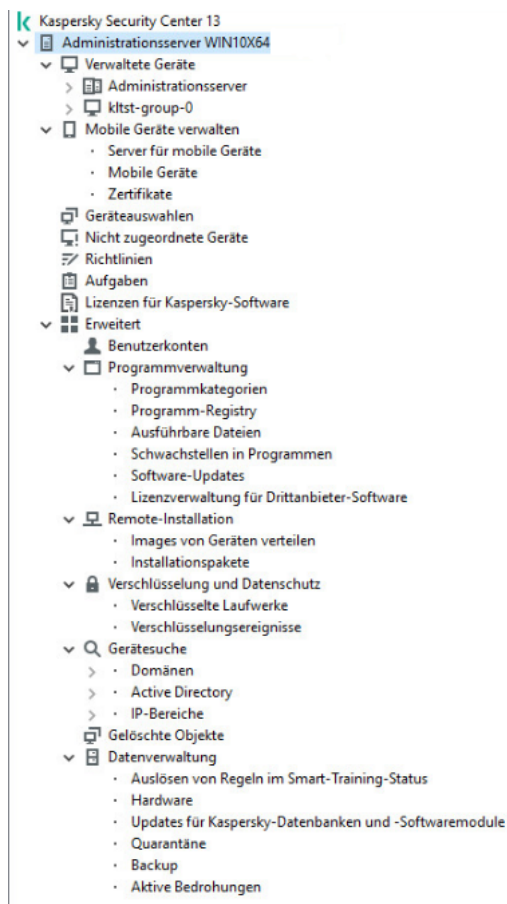 Kaspersky Security Center 13
Administrationsserver WIN10X64
Verwaltete Geräte
Administrationsserver
kltst-group-0
Mobile Geräte verwalten
Server für mobile Geräte
Mobile Geräte
Zertifikate
Geräteauswahlen
Nicht zugeordnete Geräte
Richtlinien
Aufgaben
Lizenzen für Kaspersky-Software
Erweitert
Benutzerkonten
Programmverwaltung
Programmkategorien
Programm-Registry
Ausführbare Dateien
Schwachstellen in Programmen
Software-Updates
Lizenzverwaltung für Drittanbieter-Software
Remote-Installation
Images von Geräten verteilen
Installationspakete
Verschlüsselung und Datenschutz
Verschlüsselte Laufwerke
Verschlüsselungsereignisse
Gerätesuche
Domänen
Active Directory
IP-Bereiche
Gelöschte Objekte
Datenverwaltung
Auslösen von Regeln im Smart-Training-Status
Hardware
Updates für Kaspersky-Datenbanken und -Softwaremodule
Quarantäne
Backup
Aktive Bedrohungen